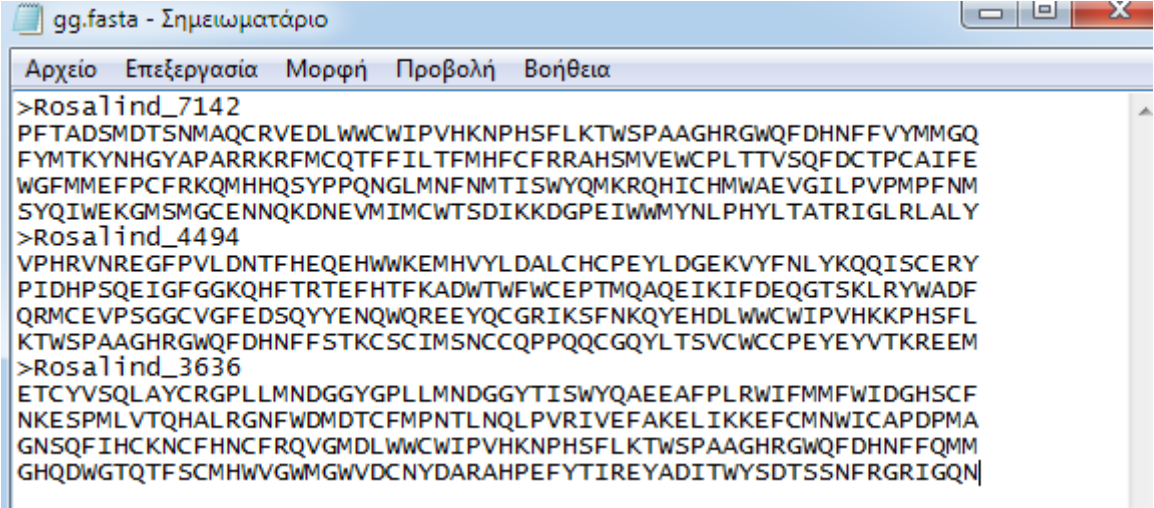 gg.fasta - Σημειωματάριο
Αρχείο Επεξεργασία Μορφή Προβολή Βοήθεια
>Rosalind_7142
PFTADSMDTSNMAQCRVEDLWWCWIPVHKNPHSFLKTWSPAAGHRGWQFDHNFFVYMMGQ
FYMTKYNHGYAPARRKRFMCQTFFILTFMHFCFRRAHSMVEWCPLTTVSQFDCTPCAIFE
WGFMMEFPCFRKQMHHQSYPPQNGLMNFNMTISWYQMKRQHICHMWAEVGILPVPMPFNM
SYQIWEKGMSMGCENNQKDNEVMIMCWTSDIKKDGPEIWWMYNLPHYLTATRIGLRLALY
>Rosalind_4494
VPHRVNREGFPVLDNTFHEQEHWWKEMHVYLDALCHCPEYLDGEKVYFNLYKQQISCERY
PIDHPSQEIGFGGKQHFTRTEFHTFKADWTWFWCEPTMQAQEIKIFDEQGTSKLRYWADF
QRMCEVPSGGCVGFEDSQYYENQWQREEYQCGRIKSFNKQYEHDLWWCWIPVHKKPHSFL
KTWSPAAGHRGWQFDHNFFSTKCSCIMSNCCQPPQQCGQYLTSVCWCCPEYEYVTKREEM
>Rosalind_3636
ETCYVSQLAYCRGPLLMNDGGYGPLLMNDGGYTISWYQAEEAFPLRWIFMMFWIDGHSCF
NKESPMLVTQHALRGNFWDMDTCFMPNTLNQLPVRIVEFAKELIKKEFCMNWICAPDPMA
GNSQFIHCKNCFHNCFRQVGMDLWWCWIPVHKNPHSFLKTWSPAAGHRGWQFDHNFFQMM
GHQDWGTQTFSCMHWVGWMGWVDCNYDARAHPEFYTIREYADITWYSDTSSNFRGRIGQN